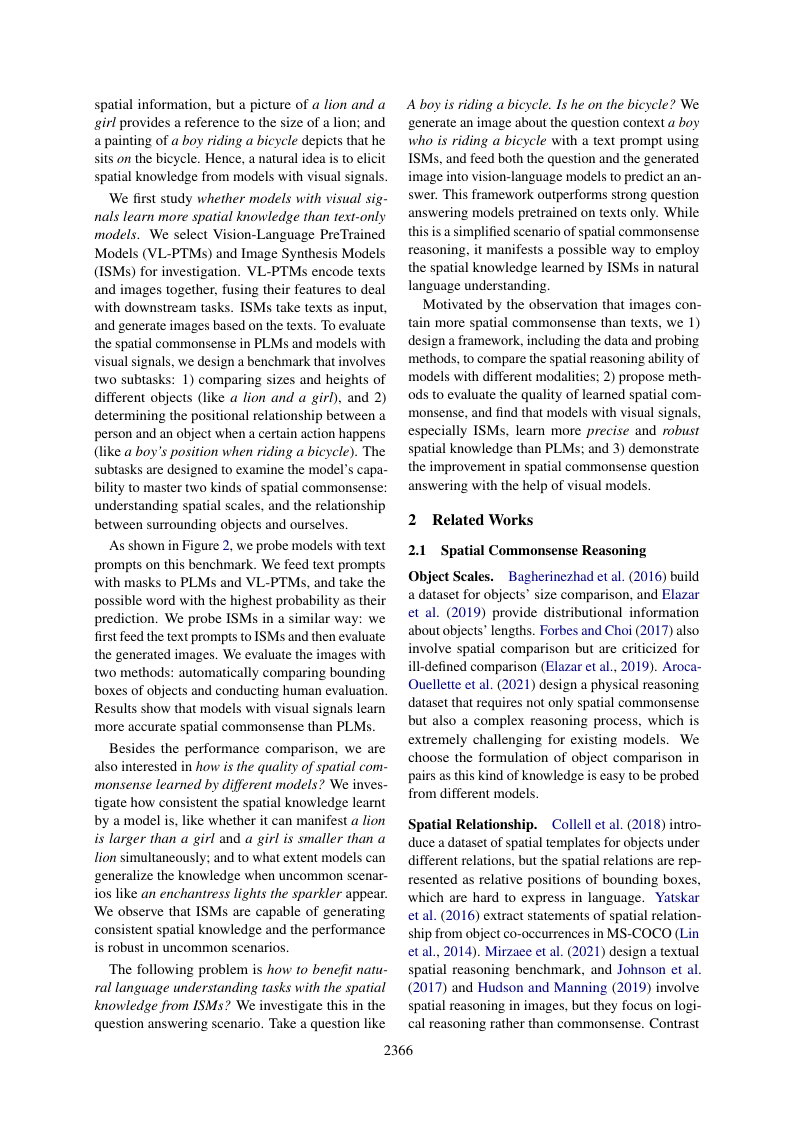 spatial information, but a picture of a lion and a
girl provides a reference to the size of a lion; and
a painting of a boy riding a bicycle depicts that he
sits on the bicycle. Hence, a natural idea is to elicit
spatial knowledge from models with visual signals.
We first study whether models with visual sig-
nals learn more spatial knowledge than text-only
models. We select Vision-Language PreTrained
Models (VL-PTMs) and Image Synthesis Models
(ISMs) for investigation. VL-PTMs encode texts
and images together, fusing their features to deal
with downstream tasks. ISMs take texts as input,
and generate images based on the texts. To evaluate
the spatial commonsense in PLMs and models with
visual signals, we design a benchmark that involves
two subtasks: 1) comparing sizes and heights of
different objects (like a lion and a girl), and 2)
determining the positional relationship between a
person and an object when a certain action happens
(like a boy's position when riding a bicycle). The
subtasks are designed to examine the model's capa-
bility to master two kinds of spatial commonsense:
understanding spatial scales, and the relationship
between surrounding objects and ourselves.
As shown in Figure 2, we probe models with text
prompts on this benchmark. We feed text prompts
with masks to PLMs and VL-PTMs, and take the
possible word with the highest probability as their
prediction. We probe ISMs in a similar way: we
first feed the text prompts to ISMs and then evaluate
the generated images. We evaluate the images with
two methods: automatically comparing bounding
boxes of objects and conducting human evaluation.
Results show that models with visual signals learn
more accurate spatial commonsense than PLMs.
Besides the performance comparison, we are
also interested in how is the quality of spatial com-
monsense learned by different models? We inves-
tigate how consistent the spatial knowledge learnt
by a model is, like whether it can manifest a lion
is larger than a girl and a girl is smaller than a
lion simultaneously; and to what extent models can
generalize the knowledge when uncommon scenar-
ios like an enchantress lights the sparkler appear.
We observe that ISMs are capable of generating
consistent spatial knowledge and the performance
is robust in uncommon scenarios.
The following problem is how to benefit natu-
ral language understanding tasks with the spatial
knowledge from ISMs? We investigate this in the
question answering scenario. Take a question like
A boy is riding a bicycle. Is he on the bicycle? We
generate an image about the question context a boy
who is riding a bicycle with a text prompt using
ISMs, and feed both the question and the generated
image into vision-language models to predict an an-
swer. This framework outperforms strong question
answering models pretrained on texts only. While
this is a simplified scenario of spatial commonsense
reasoning, it manifests a possible way to employ
the spatial knowledge learned by ISMs in natural
language understanding.
Motivated by the observation that images con-
tain more spatial commonsense than texts, we 1)
design a framework, including the data and probing
methods, to compare the spatial reasoning ability of
models with different modalities; 2) propose meth-
ods to evaluate the quality of learned spatial com-
monsense, and find that models with visual signals,
especially ISMs, learn more precise and robust
spatial knowledge than PLMs; and 3) demonstrate
the improvement in spatial commonsense question
answering with the help of visual models.
2 Related Works
2.1 Spatial Commonsense Reasoning
Object Scales. Bagherinezhad et al. (2016) build
a dataset for objects' size comparison, and Elazar
et al. (2019) provide distributional information
about objects' lengths. Forbes and Choi (2017) also
involve spatial comparison but are criticized for
ill-defined comparison (Elazar et al., 2019). Aroca-
Ouellette et al. (2021) design a physical reasoning
dataset that requires not only spatial commonsense
but also a complex reasoning process, which is
extremely challenging for existing models. We
choose the formulation of object comparison in
pairs as this kind of knowledge is easy to be probed
from different models.
Spatial Relationship. Collell et al. (2018) intro-
duce a dataset of spatial templates for objects under
different relations, but the spatial relations are rep-
resented as relative positions of bounding boxes,
which are hard to express in language. Yatskar
et al. (2016) extract statements of spatial relation-
ship from object co-occurrences in MS-COCO (Lin
et al., 2014). Mirzaee et al. (2021) design a textual
spatial reasoning benchmark, and Johnson et al.
(2017) and Hudson and Manning (2019) involve
spatial reasoning in images, but they focus on logi-
cal reasoning rather than commonsense. Contrast
2366